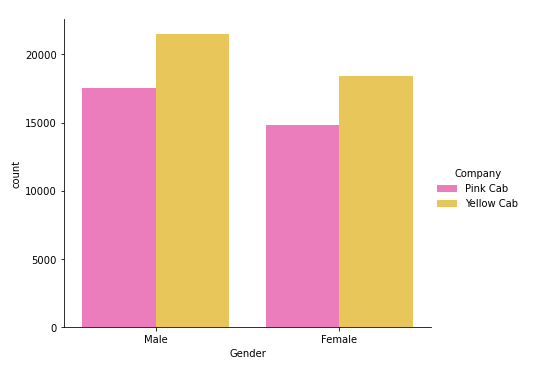 20000
15000
10000
5000
0
count
Male
Female
Gender
Company
Pink Cab
Yellow Cab